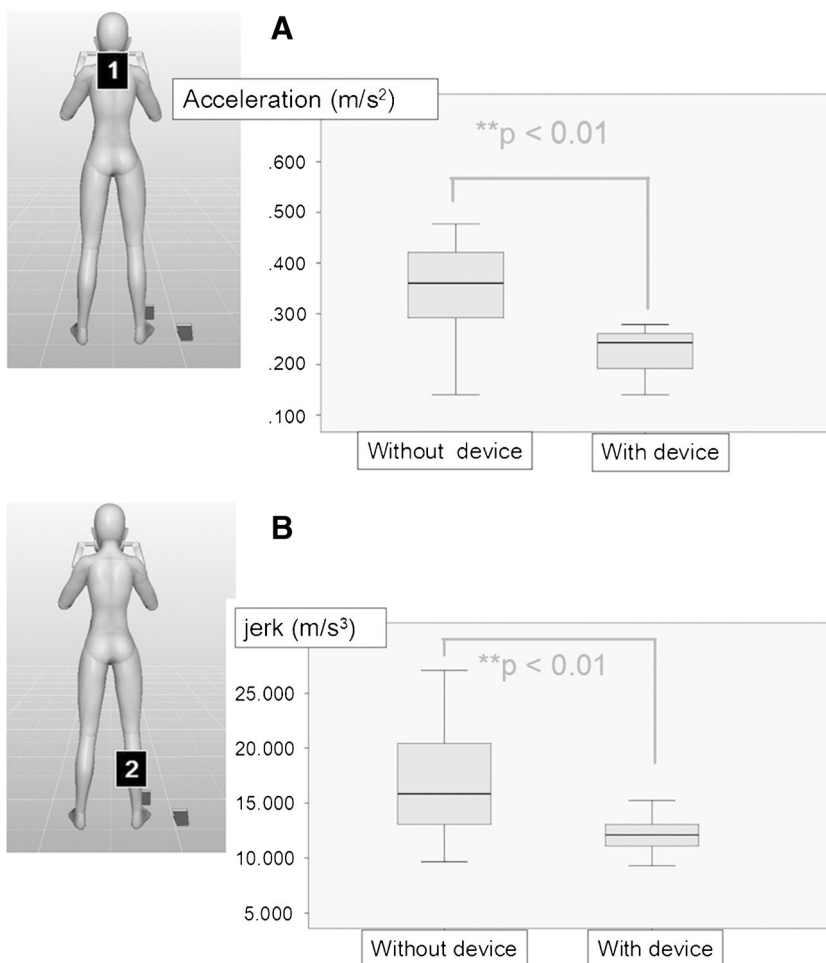 A
1
Acceleration (m/s²)
**p < 0.01
.600
.500
.400
.300
.200
.100
Without device
With device
B
2
jerk (m/s³)
**p < 0.01
25.000
20.000
15.000
10.000
5.000
Without device
With device